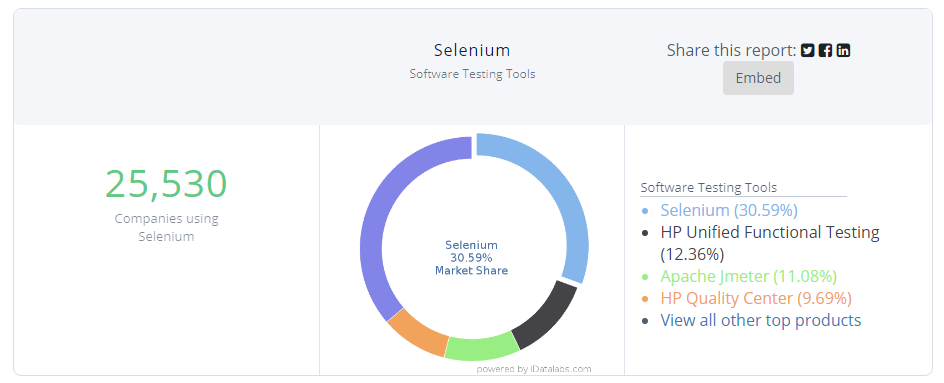 Selenium
Software Testing Tools
Share this report:
Embed
25,530
Companies using
Selenium
Selenium
30.59%
Market Share
powered by iDatalabs.com
Software Testing Tools
Selenium (30.59%)
HP Unified Functional Testing
(12.36%)
Apache Jmeter (11.08%)
HP Quality Center (9.69%)
View all other top products